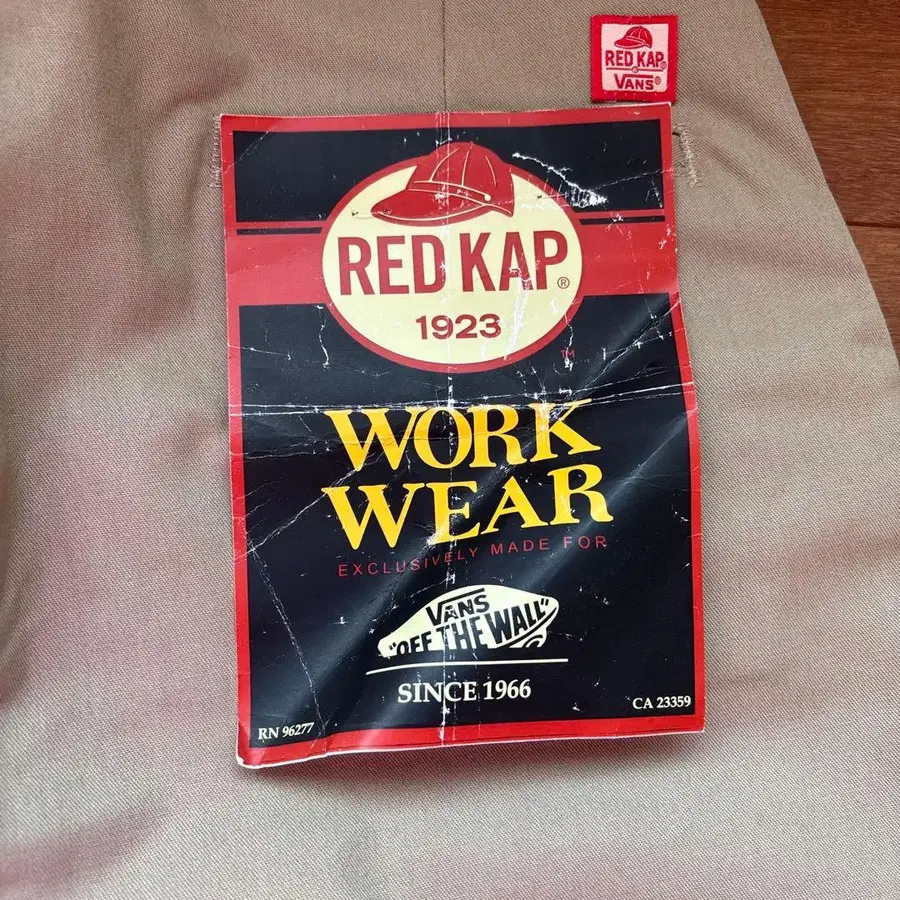 RED KAP®
VANS®
RED KAP®
1923
TM
WORK
WEAR
EXCLUSIVELY MADE FOR
VANS
"OFF THE WALL"
SINCE 1966
RN 96277
CA 23359